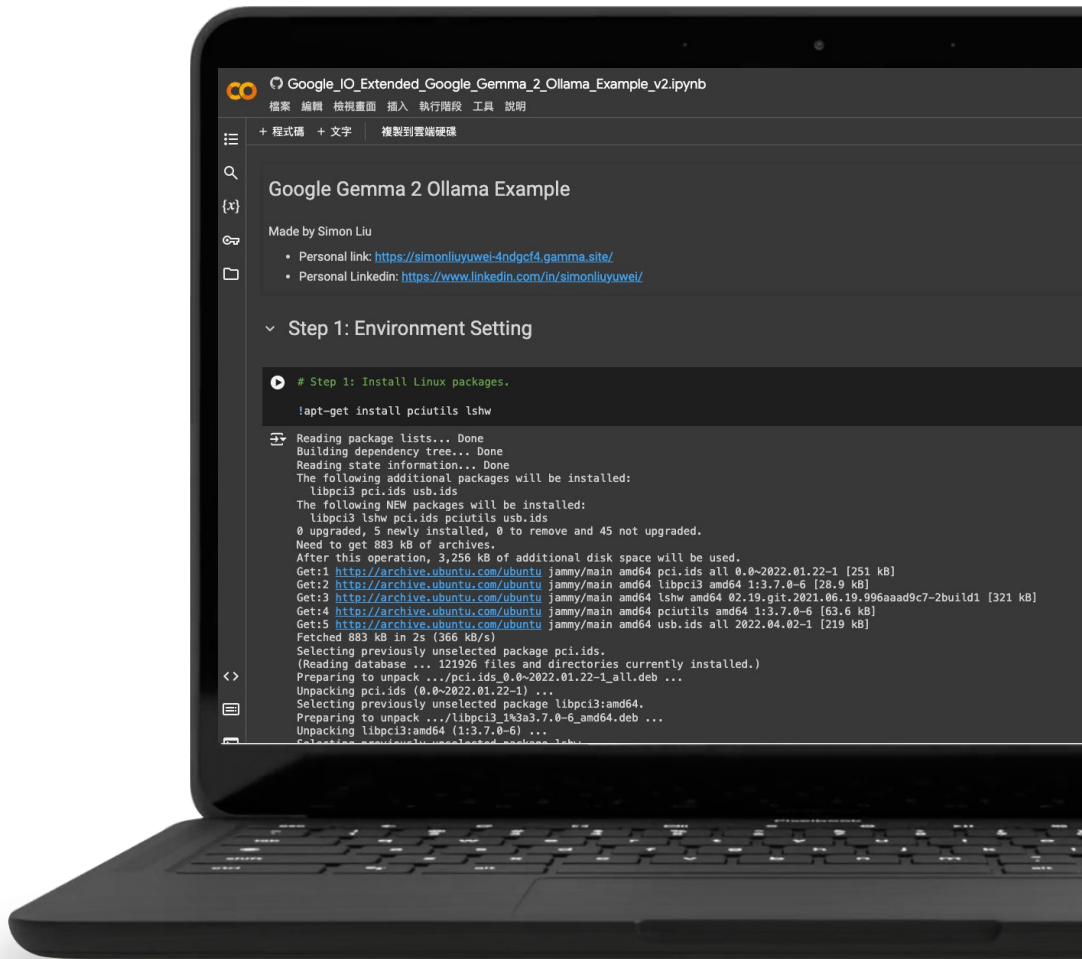 Google_IO_Extended_Google_Gemma_2_Ollama_Example_v2.ipynb
檔案 編輯 檢視畫面 插入 執行階段 工具 說明
+ 程式碼 + 文字 複製到雲端硬碟
{x}
Google Gemma 2 Ollama Example
Made by Simon Liu
• Personal link: https://simonliuyuwei-4ndgcf4.gamma.site/
• Personal Linkedin: https://www.linkedin.com/in/simonliuyuwei/
Step 1: Environment Setting
# Step 1: Install Linux packages.
!apt-get install pciutils lshw
Reading package lists... Done
Building dependency tree... Done
Reading state information... Done
The following additional packages will be installed:
libpci3 pci.ids usb.ids
The following NEW packages will be installed:
libpci3 lshw pci.ids pciutils usb.ids
0 upgraded, 5 newly installed, 0 to remove and 45 not upgraded.
Need to get 883 kB of archives.
After this operation, 3,256 kB of additional disk space will be used.
Get:1 http://archive.ubuntu.com/ubuntu jammy/main amd64 pci.ids all 0.0~2022.01.22-1 [251 kB]
Get:2 http://archive.ubuntu.com/ubuntu jammy/main amd64 libpci3 amd64 1:3.7.0-6 [28.9 kB]
Get:3 http://archive.ubuntu.com/ubuntu jammy/main amd64 lshw amd64 02.19.git.2021.06.19.996aaad9c7-2build1 [321 kB]
Get:4 http://archive.ubuntu.com/ubuntu jammy/main amd64 pciutils amd64 1:3.7.0-6 [63.6 kB]
Get:5 http://archive.ubuntu.com/ubuntu jammy/main amd64 usb.ids all 2022.04.02-1 [219 kB]
Fetched 883 kB in 2s (366 kB/s)
Selecting previously unselected package pci.ids.
(Reading database ... 121926 files and directories currently installed.)
Preparing to unpack .../pci.ids_0.0~2022.01.22-1_all.deb ...
Unpacking pci.ids (0.0~2022.01.22-1) ...
Selecting previously unselected package libpci3:amd64.
Preparing to unpack .../libpci3_1%3a3.7.0-6_amd64.deb ...
Unpacking libpci3:amd64 (1:3.7.0-6) ...
Selecting previously unselected package lshw.